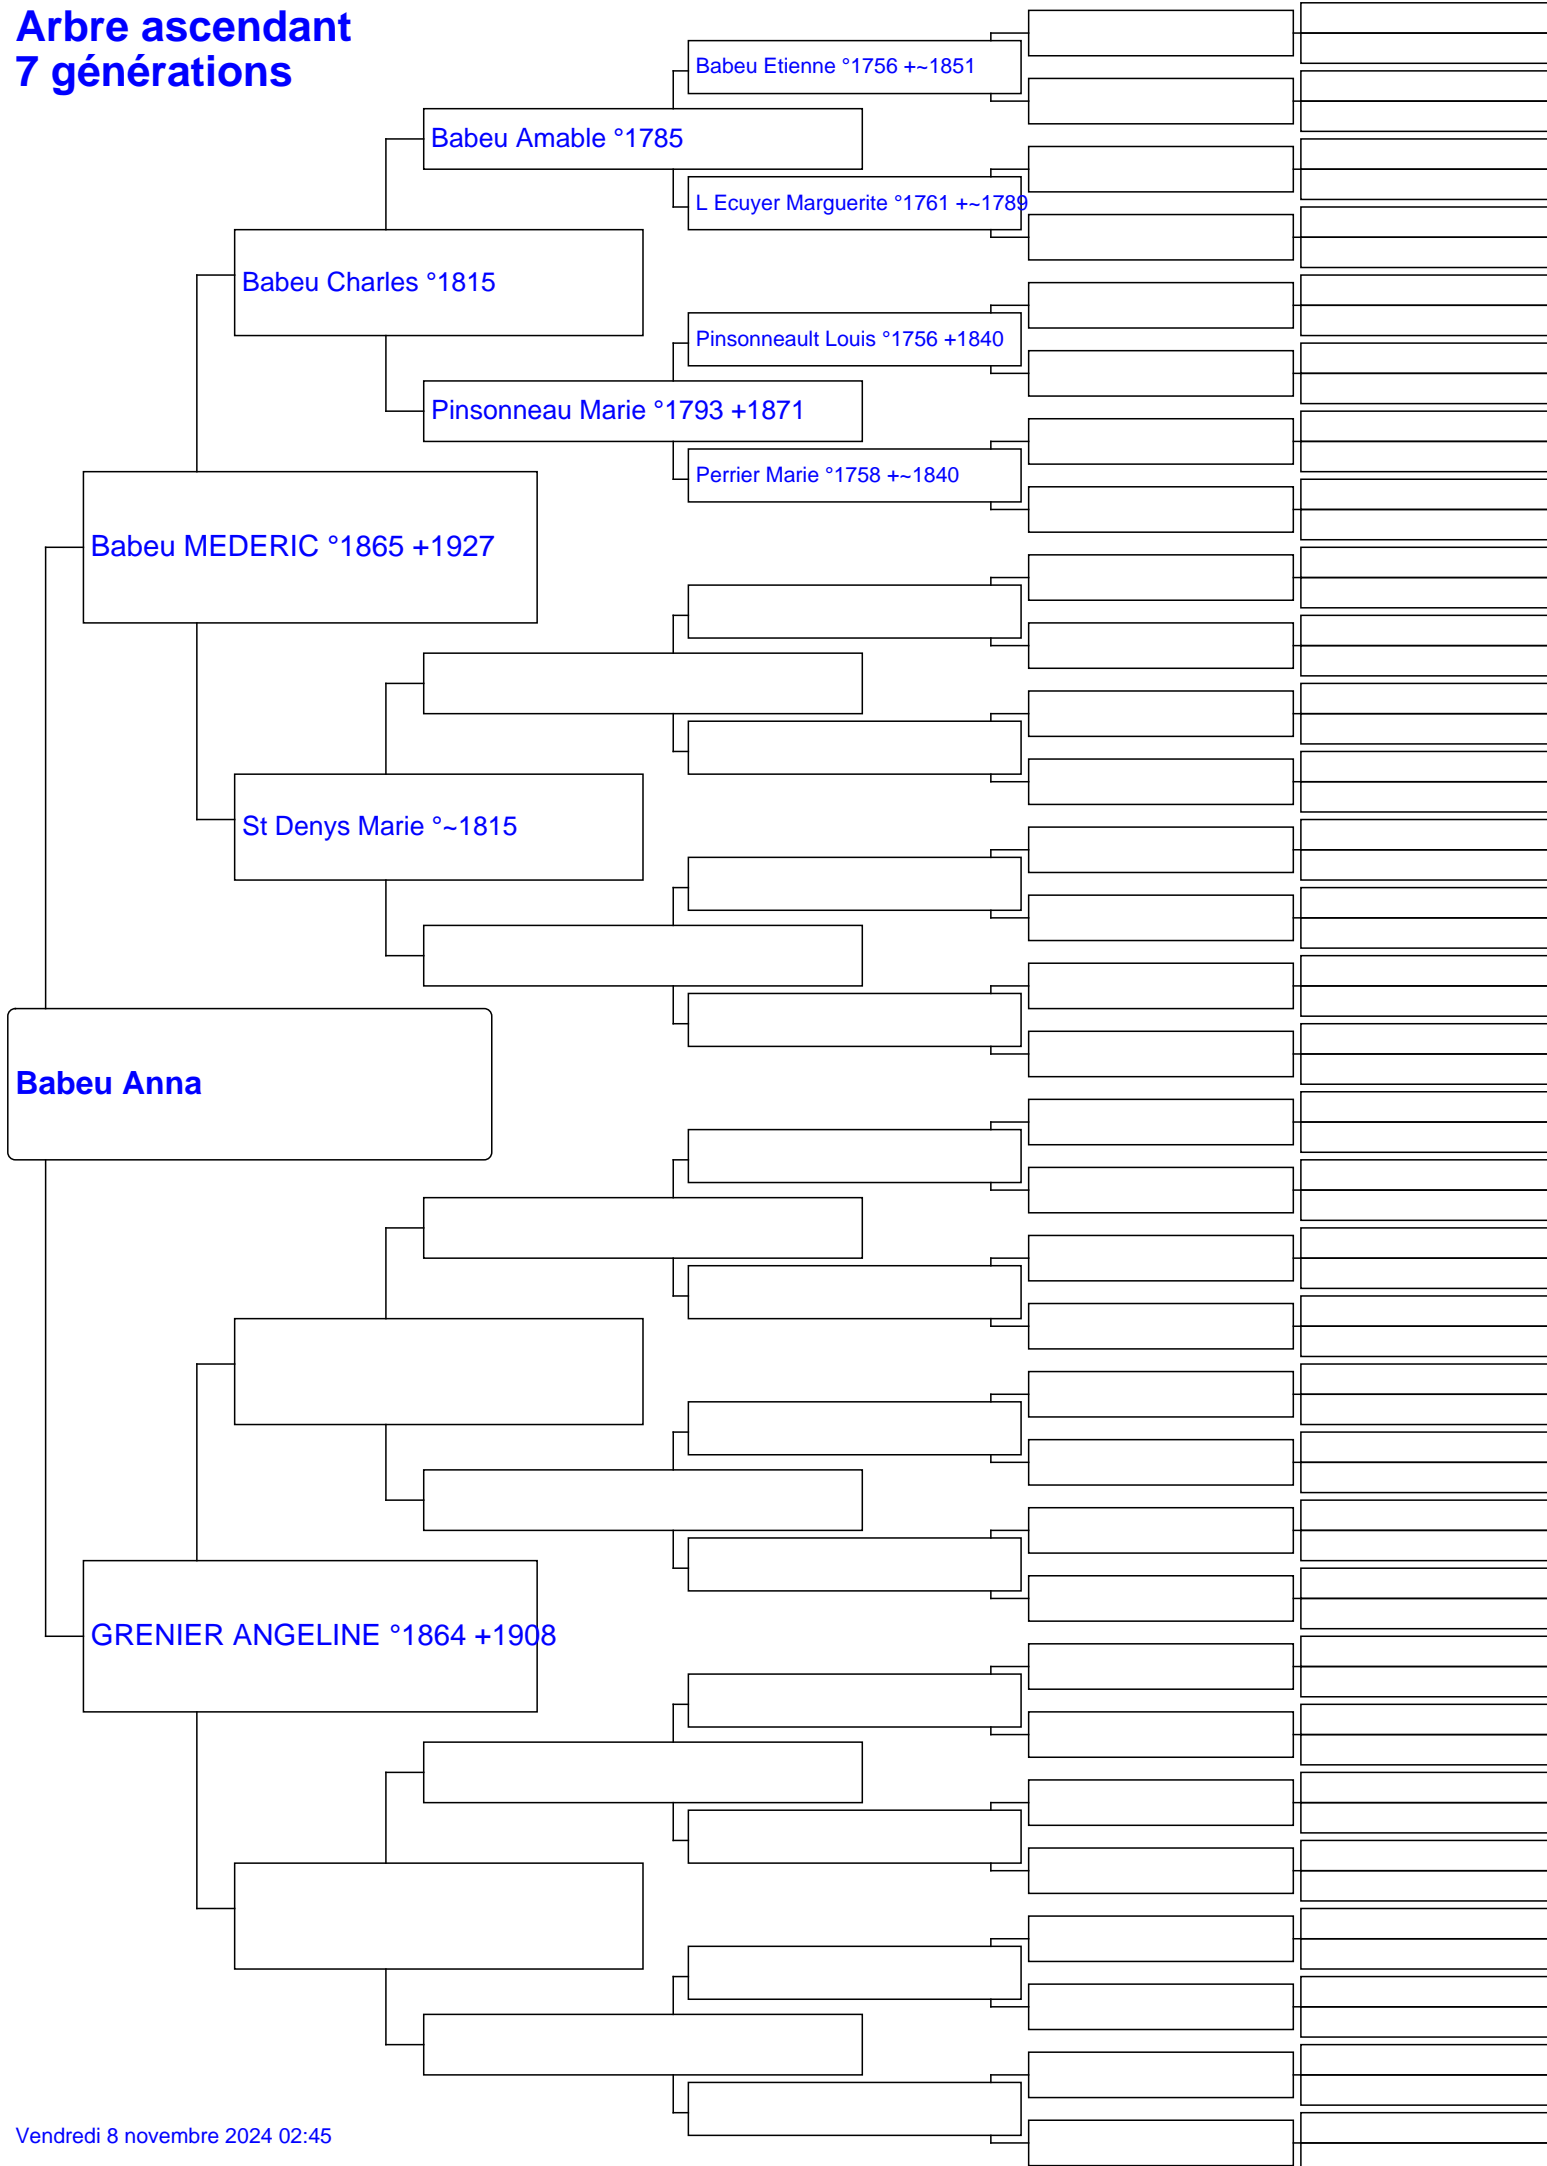 Arbre ascendant
7 générations
Babeu Etienne °1756 +~1851
Babeu Amable °1785
L Ecuyer Marguerite °1761 +~1789
Babeu Charles °1815
Pinsonneault Louis °1756 +1840
Pinsonneau Marie °1793 +1871
Perrier Marie °1758 +~1840
Babeu MEDERIC °1865 +1927
St Denys Marie °~1815
Babeu Anna
GRENIER ANGELINE °1864 +1908
Vendredi 8 novembre 2024 02:45